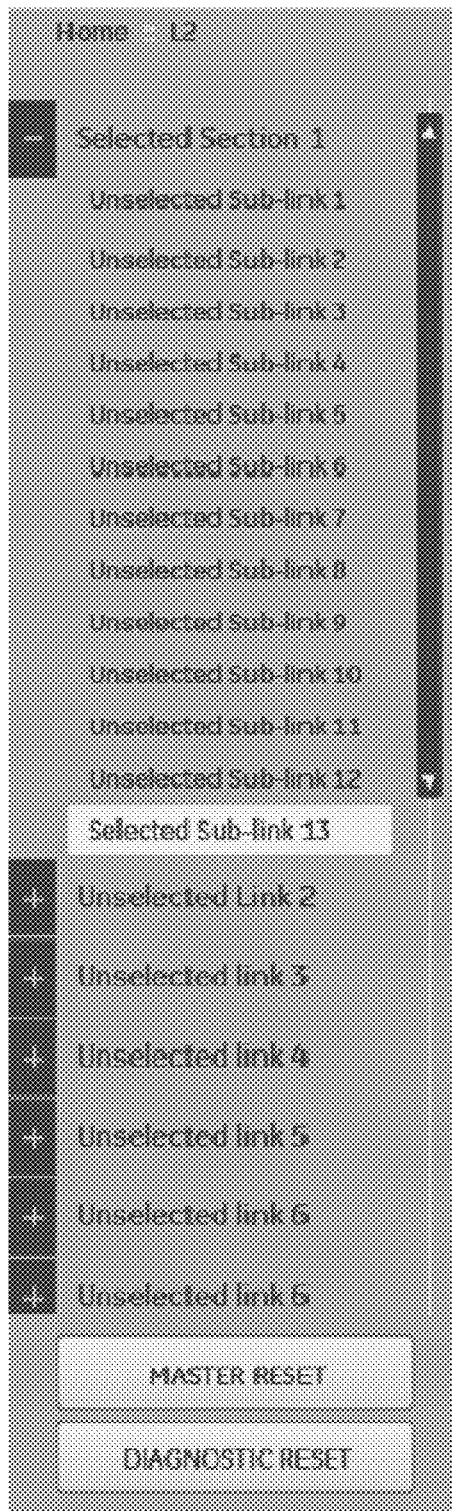 Home L2
- Selected Section 1
Unselected Sub-link 1
Unselected Sub-link 2
Unselected Sub-link 3
Unselected Sub-link 4
Unselected Sub-link 5
Unselected Sub-link 6
Unselected Sub-link 7
Unselected Sub-link 8
Unselected Sub-link 9
Unselected Sub-link 10
Unselected Sub-link 11
Unselected Sub-link 12
Selected Sub-link 13
+ Unselected Link 2
+ Unselected link 3
+ Unselected link 4
+ Unselected link 5
+ Unselected link 6
+ Unselected link 6
MASTER RESET
DIAGNOSTIC RESET